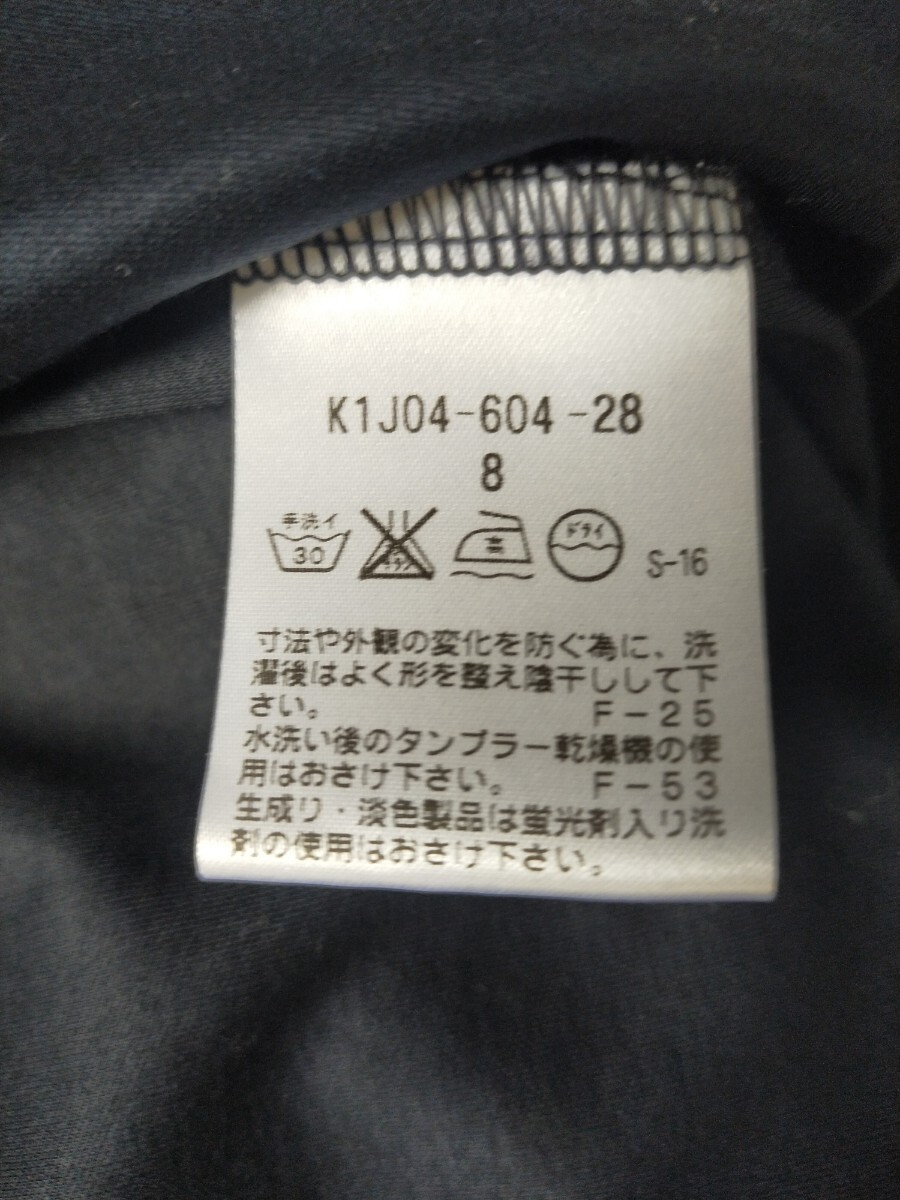 K1J04-604-28
8
手洗イ
30
高
ドライ
S-16
寸法や外観の変化を防ぐ為に、洗
濯後はよく形を整え陰干しして下
さい。 F-25
水洗い後のタンブラー乾燥機の使
用はおさけ下さい。 F-53
生成り・淡色製品は蛍光剤入り洗
剤の使用はおさけ下さい。